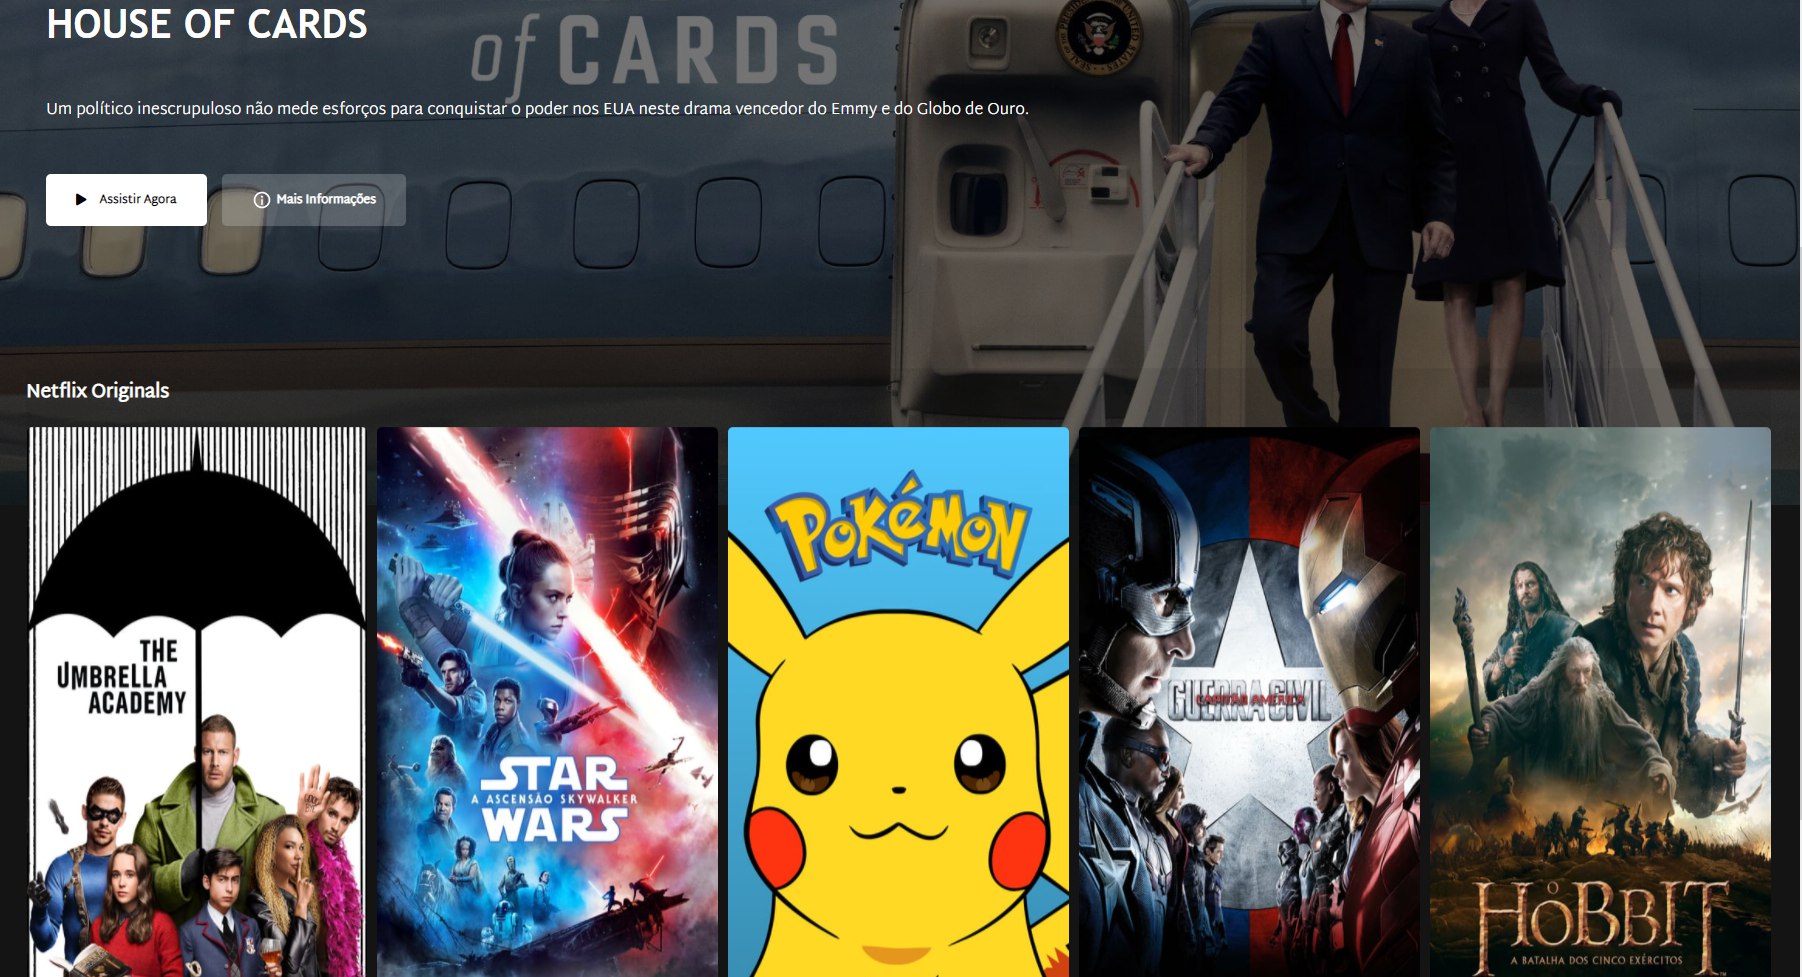 HOUSE OF CARDS
of CARDS
Um político inescrupuloso não mede esforços para conquistar o poder nos EUA neste drama vencedor do Emmy e do Globo de Ouro.
Assistir Agora
Mais Informações
Netflix Originals
THE
UMBRELLA
ACADEMY
STAR
A ASCENSÃO SKYWALKER
WARS
POKÉMON
CAPITÃO AMÉRICA
GUERRA CIVIL
O
HOBBIT
A BATALHA DOS CINCO EXÉRCITOS